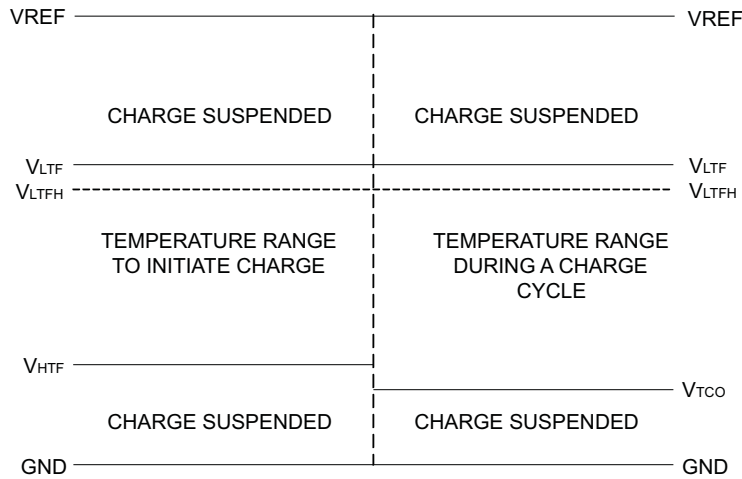 VREF VREF
CHARGE SUSPENDED CHARGE SUSPENDED
VLTF VLTF
VLTFH VLTFH
TEMPERATURE RANGE
TO INITIATE CHARGE
TEMPERATURE RANGE
DURING A CHARGE
CYCLE
VHTF
VTCO
CHARGE SUSPENDED CHARGE SUSPENDED
GND GND